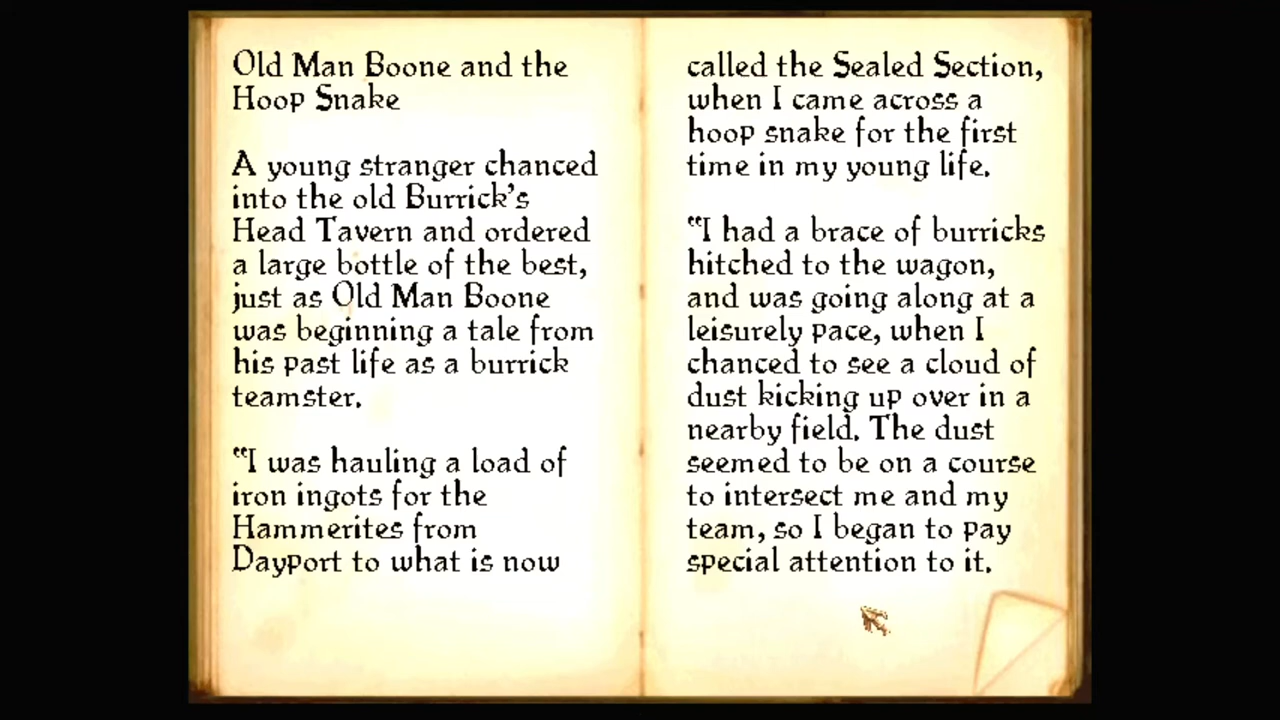 Old Man Boone and the
Hoop Snake
A young stranger chanced
into the old Burrick's
Head Tavern and ordered
a large bottle of the best,
just as Old Man Boone
was beginning a tale from
his past life as a burrick
teamster.
"I was hauling a load of
iron ingots for the
Hammerites from
Dayport to what is now
called the Sealed Section,
when I came across a
hoop snake for the first
time in my young life.
"I had a brace of burricks
hitched to the wagon,
and was going along at a
leisurely pace, when I
chanced to see a cloud of
dust kicking up over in a
nearby field. The dust
seemed to be on a course
to intersect me and my
team, so I began to pay
special attention to it.